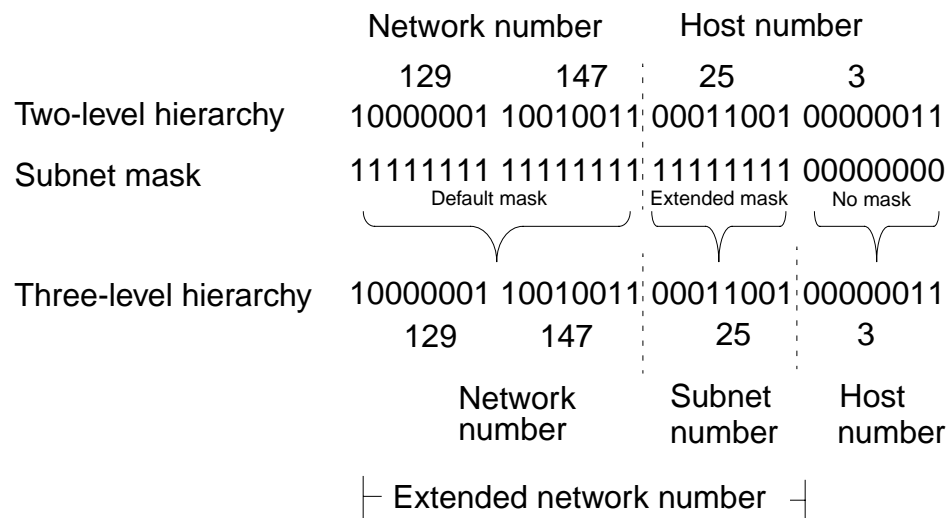 Network number Host number
129 147 25 3
Two-level hierarchy 10000001 10010011 00011001 00000011
Subnet mask 11111111 11111111 11111111 00000000
Default mask Extended mask No mask
Three-level hierarchy 10000001 10010011 00011001 00000011
129 147 25 3
Network Subnet Host
number number number
Extended network number